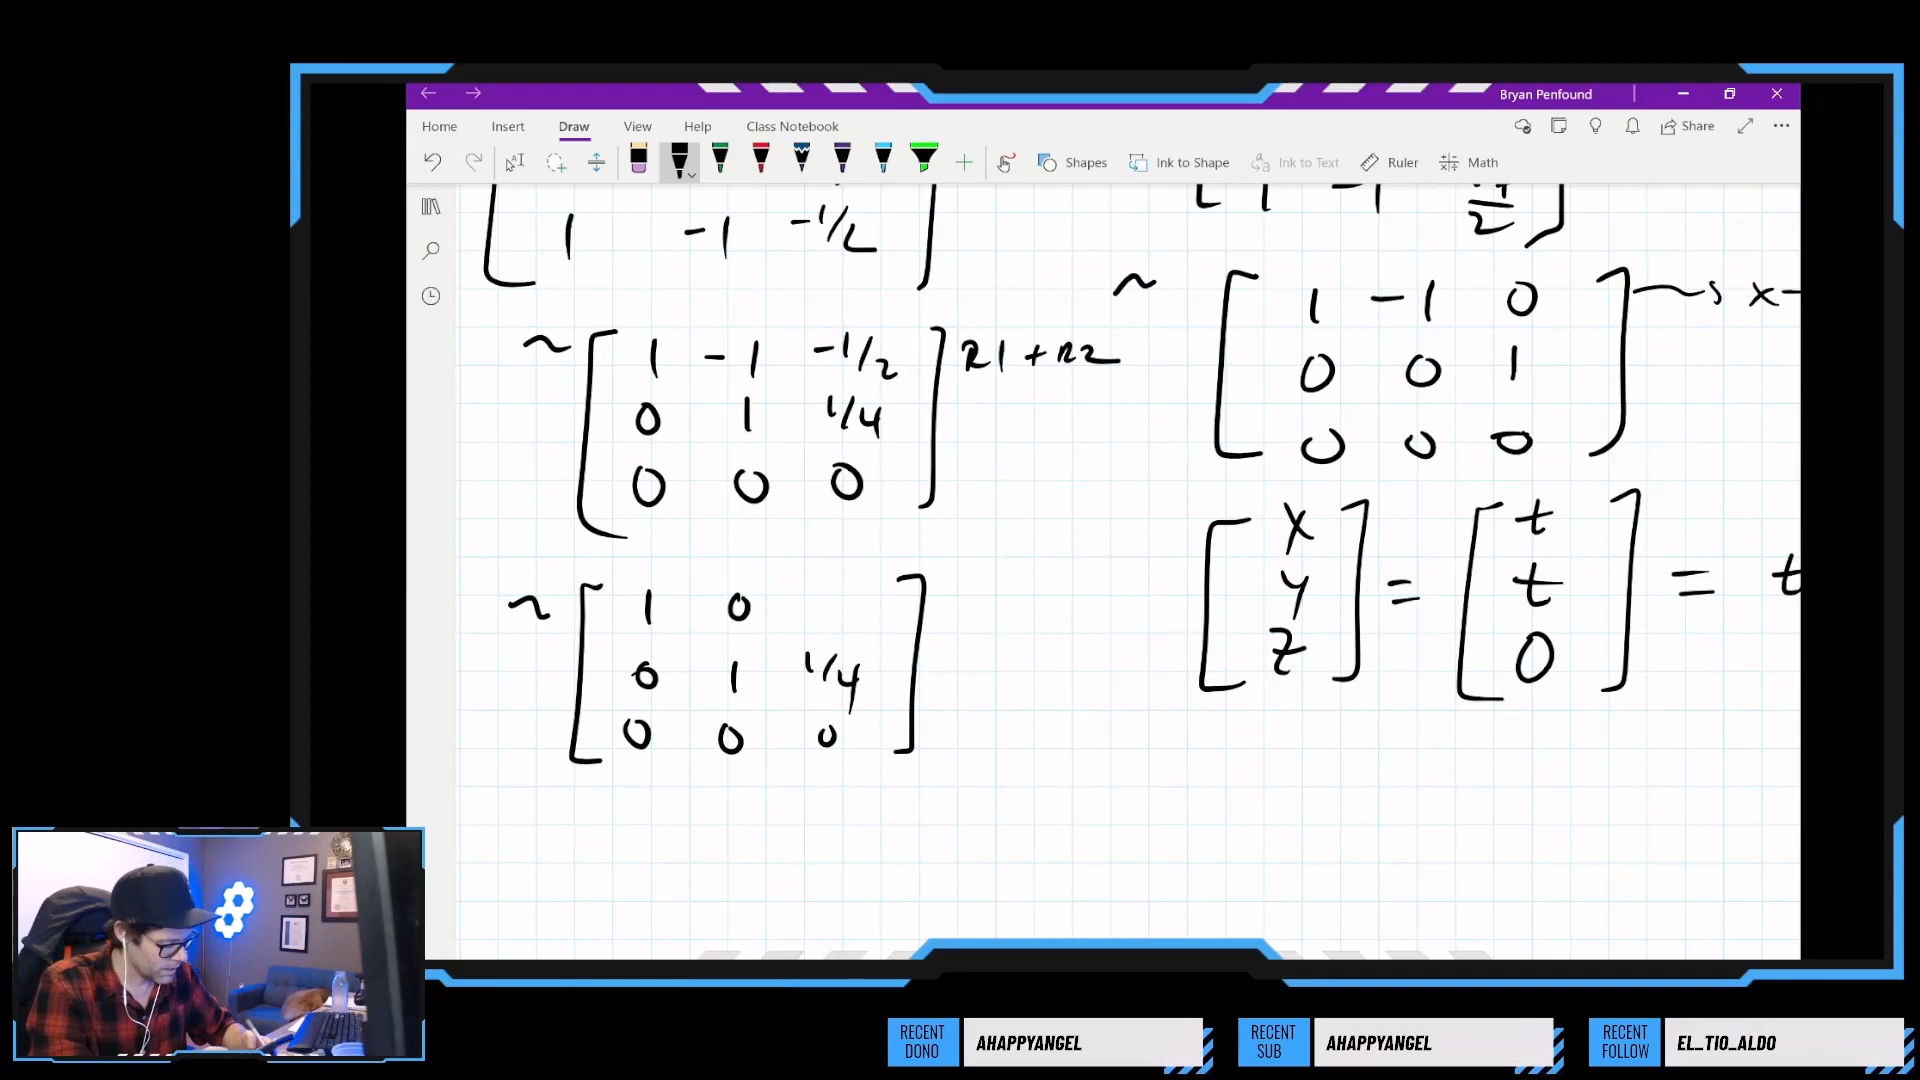 Bryan Penfound
Home Insert Draw View Help Class Notebook
Share
Shapes Ink to Shape Ink to Text Ruler Math
1 -1 -1/2
~ [ 1 -1 -1/2 ] R1 + R2
0 1 1/4
0 0 0
~ [ 1 0 ]
0 1 1/4
0 0 0
1 -1 /2
~ [ 1 -1 0 ] x-
0 0 1
0 0 0
[ x ] = [ t ] = t
y t
z 0
RECENT DONO AHAPPYANGEL
RECENT SUB AHAPPYANGEL
RECENT FOLLOW EL_TIO_ALDO